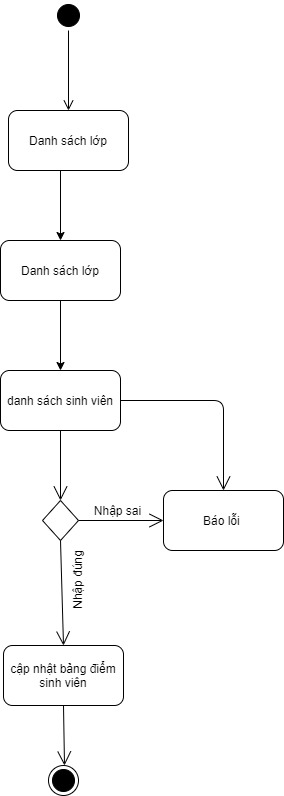 Danh sách lớp
Danh sách lớp
danh sách sinh viên
Nhập sai
Báo lỗi
Nhập đúng
cập nhật bảng điểm
sinh viên